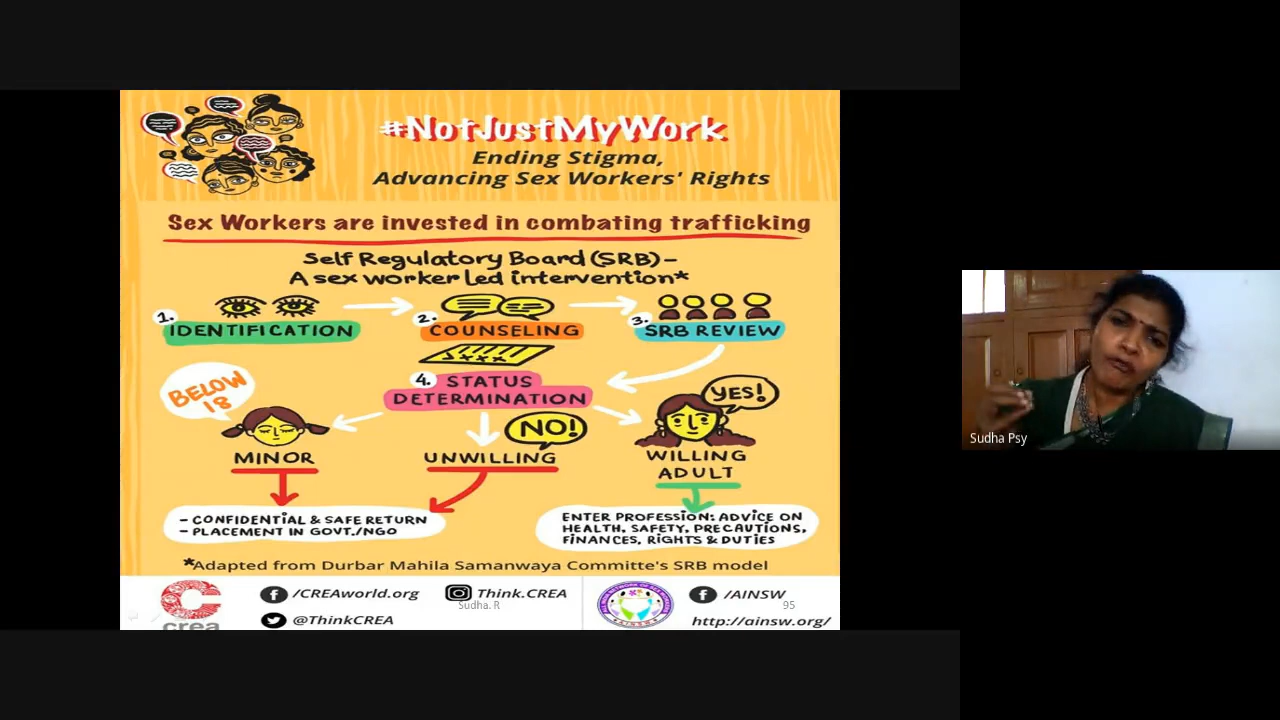 #NotJustMyWork
Ending Stigma,
Advancing Sex Workers' Rights
Sex Workers are invested in combating trafficking
Self Regulatory Board (SRB) –
A sex worker led intervention*
1. IDENTIFICATION
2. COUNSELING
3. SRB REVIEW
4. STATUS
DETERMINATION
BELOW
18
NO!
YES!
MINOR
UNWILLING
WILLING
ADULT
- CONFIDENTIAL & SAFE RETURN
- PLACEMENT IN GOVT./NGO
ENTER PROFESSION: ADVICE ON
HEALTH, SAFETY, PRECAUTIONS,
FINANCES, RIGHTS & DUTIES
*Adapted from Durbar Mahila Samanwaya Committe's SRB model
crea
/CREAworld.org
Think.CREA
@ThinkCREA
Sudha. R
/AINSW
95
http://ainsw.org/
Sudha Psy